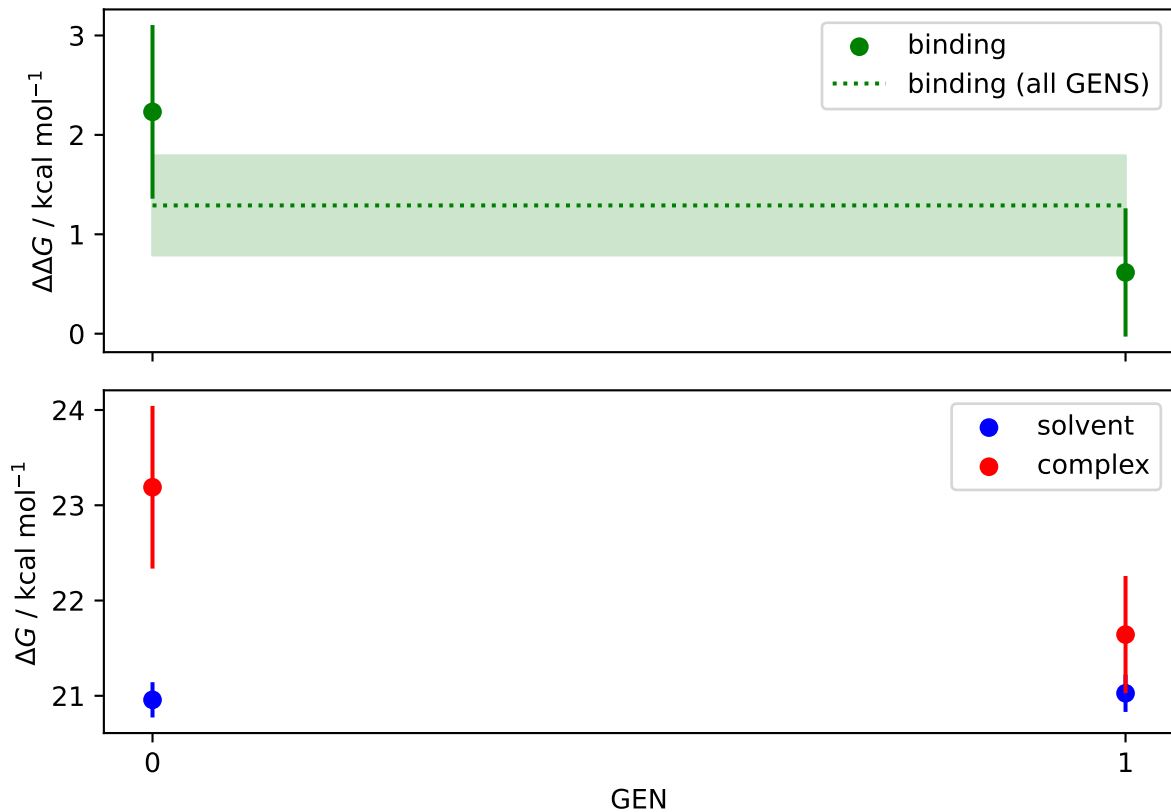 3
2
1
0
ΔΔG / kcal mol⁻¹
binding
binding (all GENS)
24
23
22
21
ΔG / kcal mol⁻¹
solvent
complex
0
1
GEN